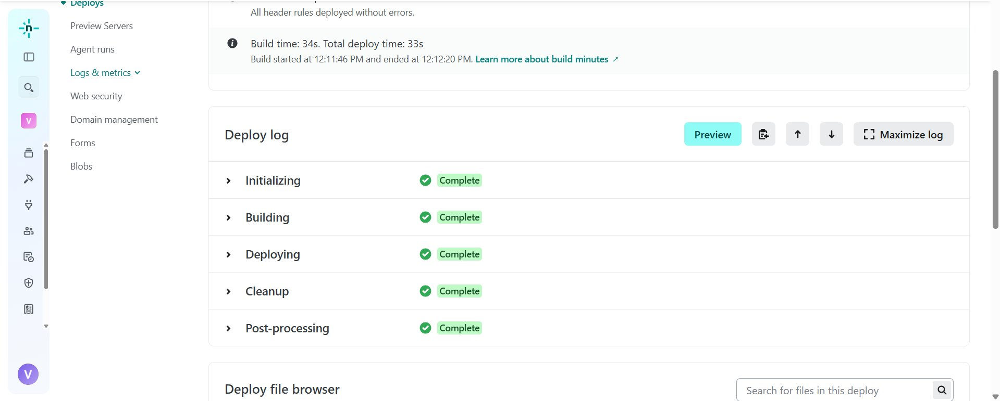 Deploys
Preview Servers
Agent runs
Logs & metrics
Web security
Domain management
Forms
Blobs
n
V
V
All header rules deployed without errors.
Build time: 34s. Total deploy time: 33s
Build started at 12:11:46 PM and ended at 12:12:20 PM. Learn more about build minutes ↗
Deploy log
Preview
Maximize log
Initializing Complete
Building Complete
Deploying Complete
Cleanup Complete
Post-processing Complete
Deploy file browser
Search for files in this deploy